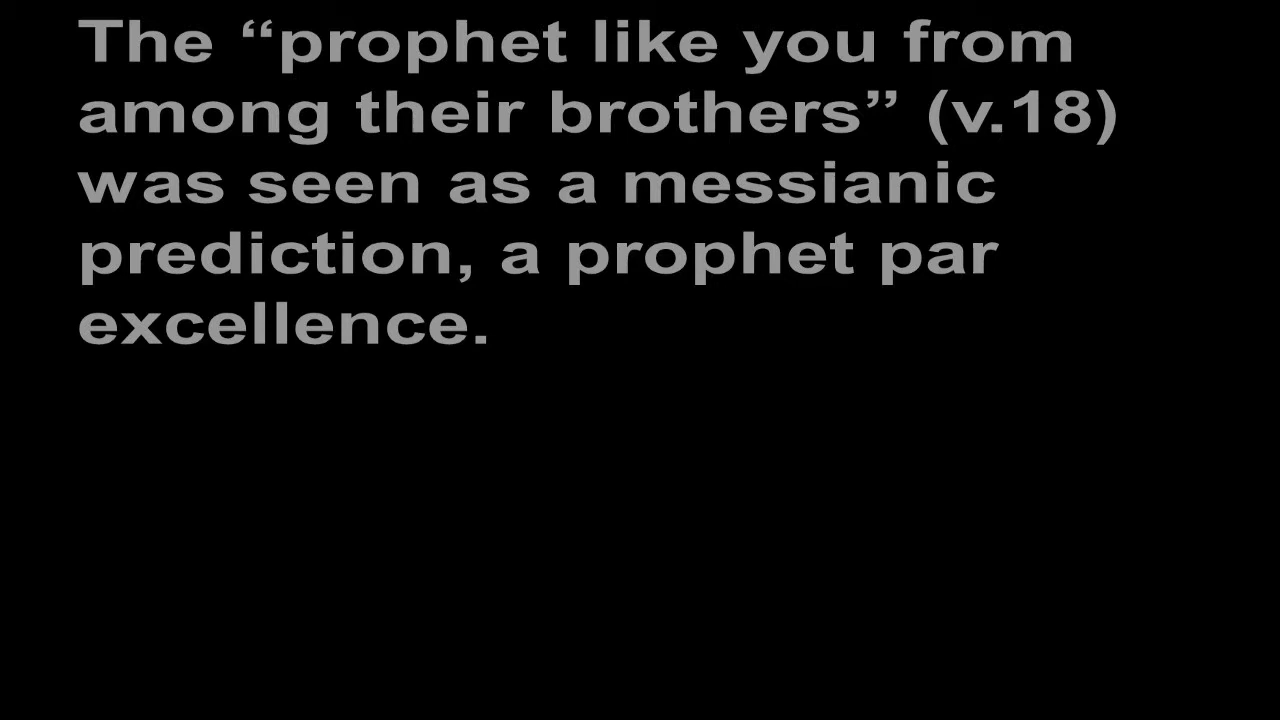 The “prophet like you from
among their brothers” (v.18)
was seen as a messianic
prediction, a prophet par
excellence.